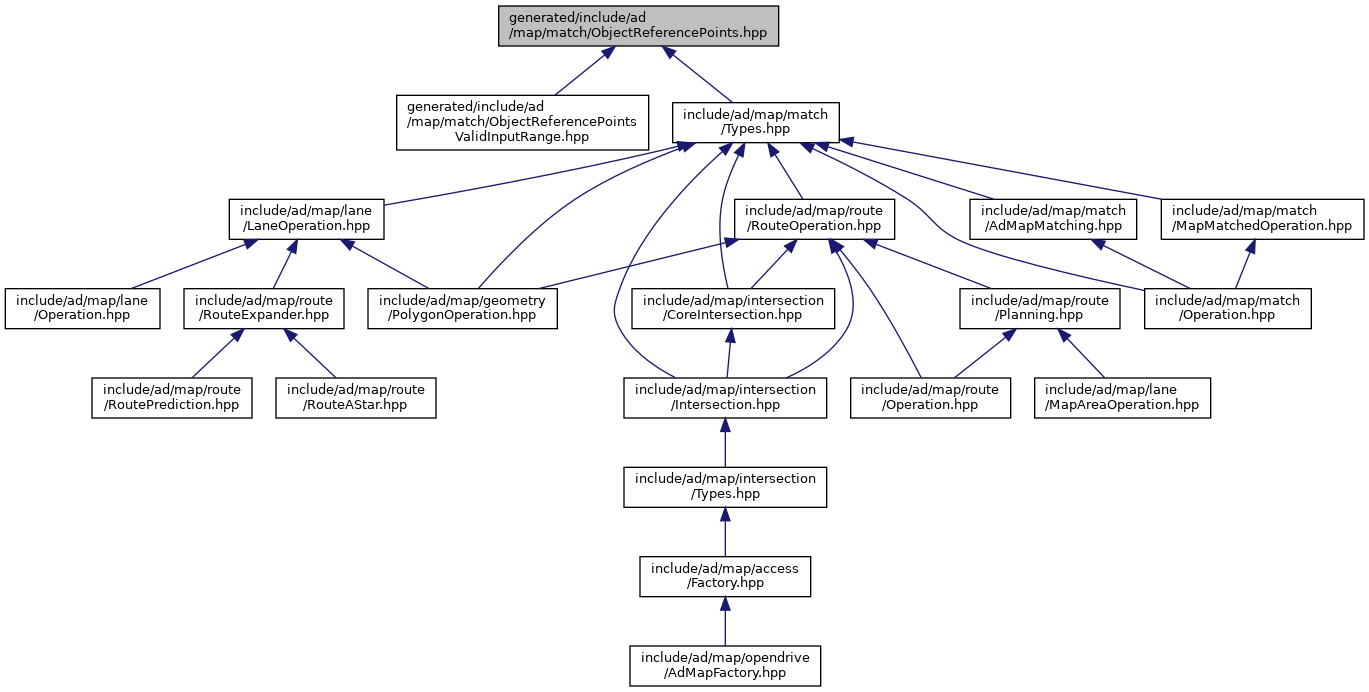 generated/include/ad
/map/match/ObjectReferencePoints.hpp
generated/include/ad
/map/match/ObjectReferencePoints
ValidInputRange.hpp
include/ad/map/match
/Types.hpp
include/ad/map/lane
/LaneOperation.hpp
include/ad/map/route
/RouteOperation.hpp
include/ad/map/match
/AdMapMatching.hpp
include/ad/map/match
/MapMatchedOperation.hpp
include/ad/map/lane
/Operation.hpp
include/ad/map/route
/RouteExpander.hpp
include/ad/map/geometry
/PolygonOperation.hpp
include/ad/map/intersection
/CoreIntersection.hpp
include/ad/map/route
/Planning.hpp
include/ad/map/match
/Operation.hpp
include/ad/map/route
/RoutePrediction.hpp
include/ad/map/route
/RouteAStar.hpp
include/ad/map/intersection
/Intersection.hpp
include/ad/map/route
/Operation.hpp
include/ad/map/lane
/MapAreaOperation.hpp
include/ad/map/intersection
/Types.hpp
include/ad/map/access
/Factory.hpp
include/ad/map/opendrive
/AdMapFactory.hpp